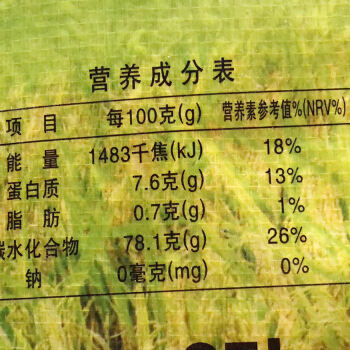 营养成分表
项 目 每100克(g) 营养素参考值%(NRV%)
能 量 1483千焦(kJ) 18%
蛋白质 7.6克(g) 13%
脂 肪 0.7克(g) 1%
碳水化合物 78.1克(g) 26%
钠 0毫克(mg) 0%